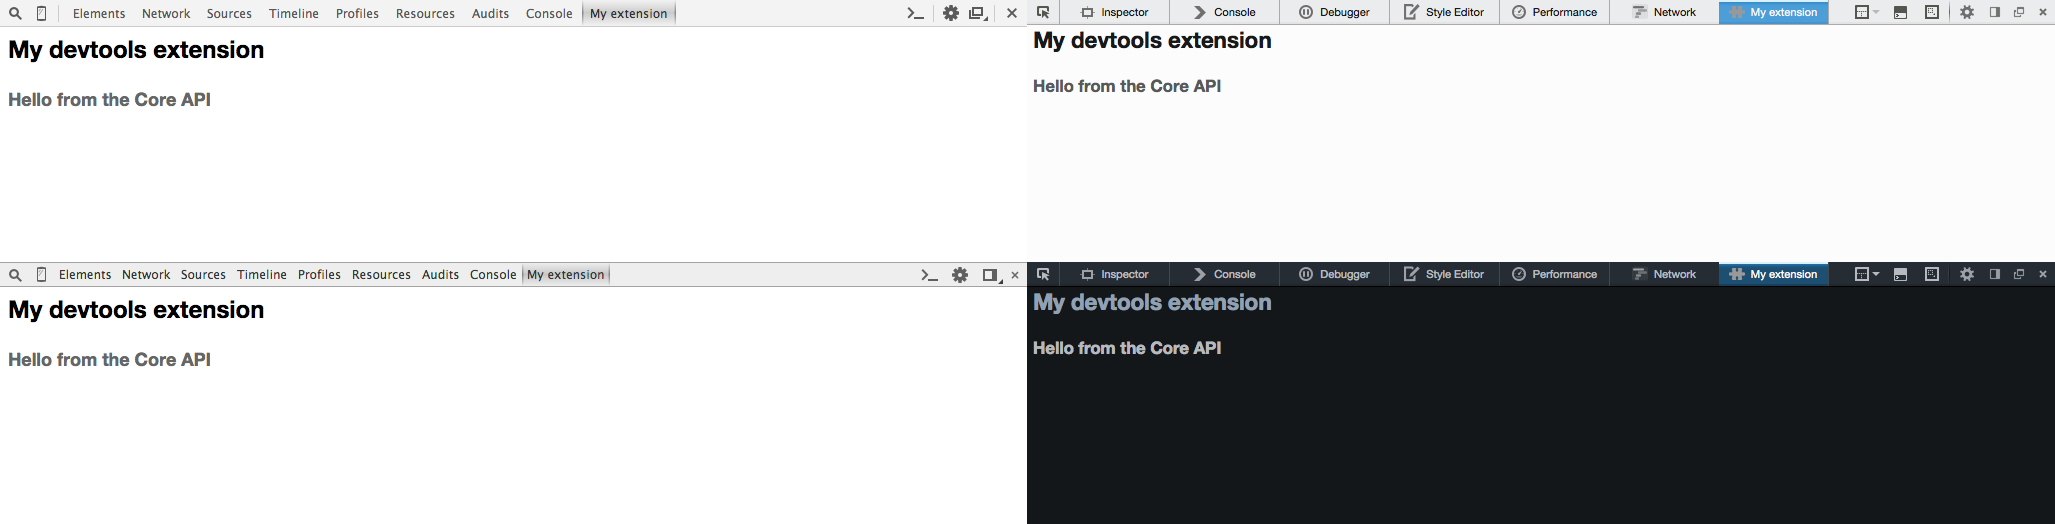 Elements Network Sources Timeline Profiles Resources Audits Console My extension
My devtools extension
Hello from the Core API
Inspector Console Debugger Style Editor Performance Network My extension
My devtools extension
Hello from the Core API
Elements Network Sources Timeline Profiles Resources Audits Console My extension
My devtools extension
Hello from the Core API
Inspector Console Debugger Style Editor Performance Network My extension
My devtools extension
Hello from the Core API